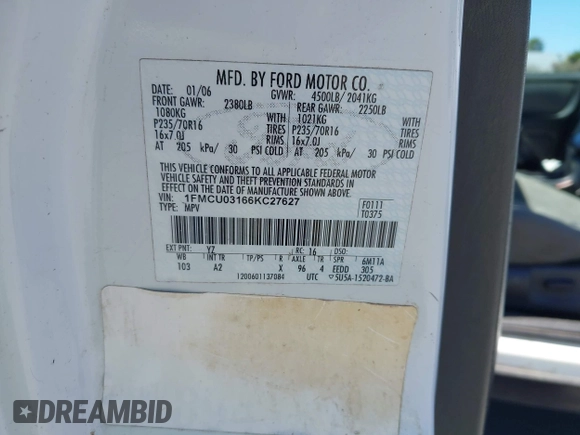 MFD. BY FORD MOTOR CO.
DATE: 01/06 GVWR: 4500LB/ 2041KG
FRONT GAWR: 2380LB REAR GAWR: 2250LB
1080KG WITH 1021KG WITH
P235/70R16 TIRES P235/70R16 TIRES
16x7.0J RIMS 16x7.0J RIMS
AT 205 kPa/ 30 PSI COLD AT 205 kPa/ 30 PSI COLD
THIS VEHICLE CONFORMS TO ALL APPLICABLE FEDERAL MOTOR
VEHICLE SAFETY AND THEFT PREVENTION STANDARDS IN
EFFECT ON THE DATE OF MANUFACTURE SHOWN ABOVE.
VIN: 1FMCU03166KC27627 F0111
TYPE: MPV T0375
EXT PNT: YZ RC: 16 DSO:
WB INT TR TP/PS R AXLE TR SPR 6M11A
103 A2 X 96 4 EEDD 305
1200601137084 UTC 5U5A-1520472-BA
DREAMBID